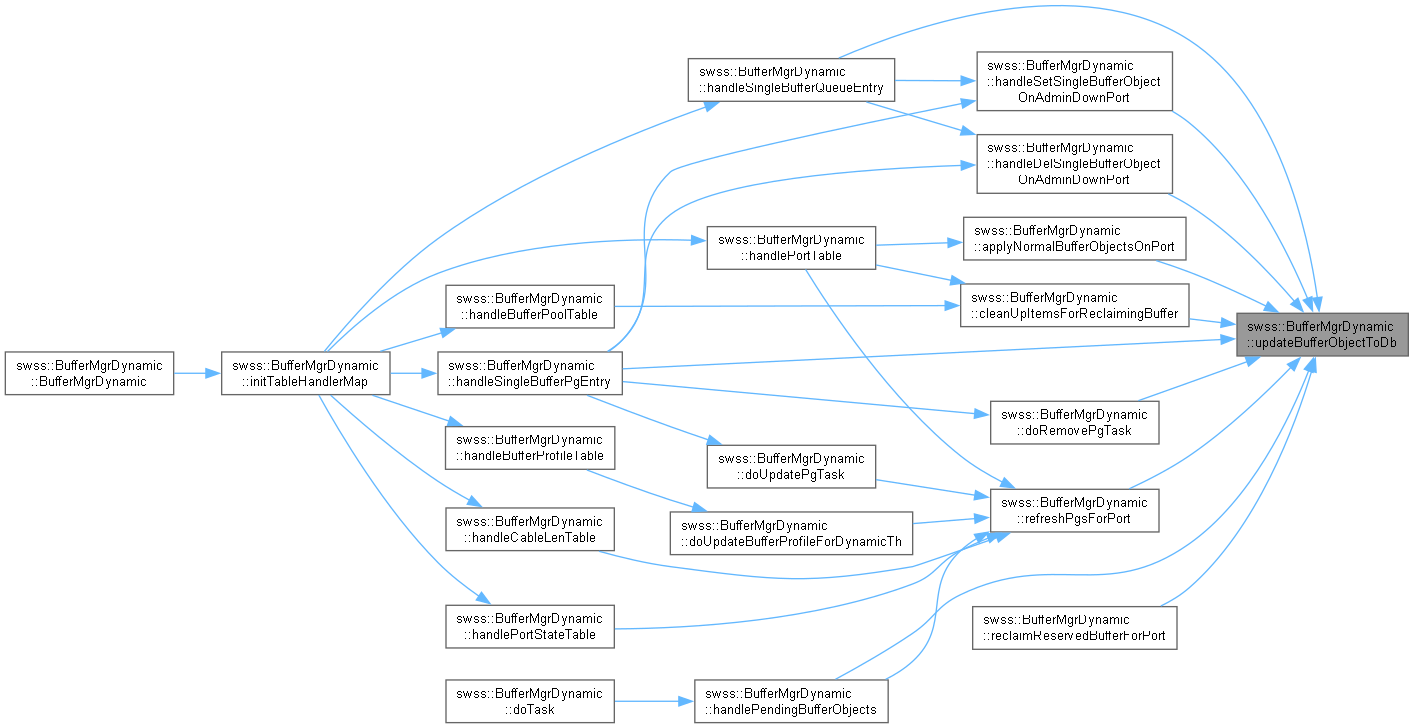 swss::BufferMgrDynamic
::handleSingleBufferQueueEntry
swss::BufferMgrDynamic
::handleSetSingleBufferObject
OnAdminDownPort
swss::BufferMgrDynamic
::handleDelSingleBufferObject
OnAdminDownPort
swss::BufferMgrDynamic
::handlePortTable
swss::BufferMgrDynamic
::applyNormalBufferObjectsOnPort
swss::BufferMgrDynamic
::handleBufferPoolTable
swss::BufferMgrDynamic
::cleanUpItemsForReclaimingBuffer
swss::BufferMgrDynamic
::updateBufferObjectToDb
swss::BufferMgrDynamic
::BufferMgrDynamic
swss::BufferMgrDynamic
::initTableHandlerMap
swss::BufferMgrDynamic
::handleSingleBufferPgEntry
swss::BufferMgrDynamic
::doRemovePgTask
swss::BufferMgrDynamic
::handleBufferProfileTable
swss::BufferMgrDynamic
::doUpdatePgTask
swss::BufferMgrDynamic
::refreshPgsForPort
swss::BufferMgrDynamic
::handleCableLenTable
swss::BufferMgrDynamic
::doUpdateBufferProfileForDynamicTh
swss::BufferMgrDynamic
::handlePortStateTable
swss::BufferMgrDynamic
::reclaimReservedBufferForPort
swss::BufferMgrDynamic
::doTask
swss::BufferMgrDynamic
::handlePendingBufferObjects